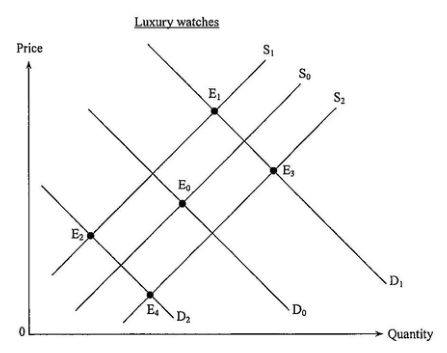 Luxury watches
Price
S1
S0
E1
S2
E3
E0
E2
E4
D2
D0
D1
0
Quantity